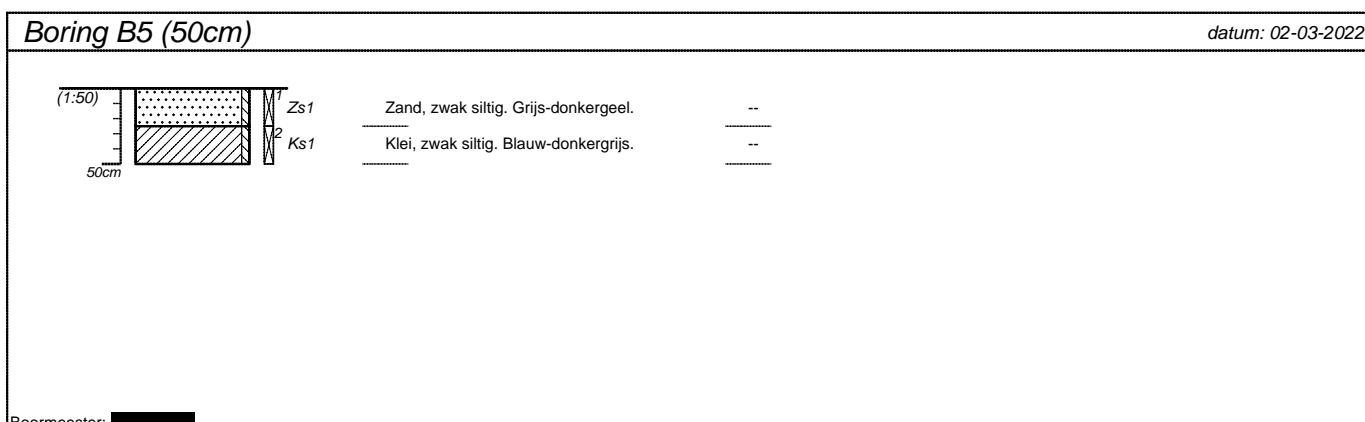 Boring B5 (50cm)
datum: 02-03-2022
(1:50)
1
Zs1 Zand, zwak siltig. Grijs-donkergeel. --
2
Ks1 Klei, zwak siltig. Blauw-donkergrijs. --
50cm
Boormeester: